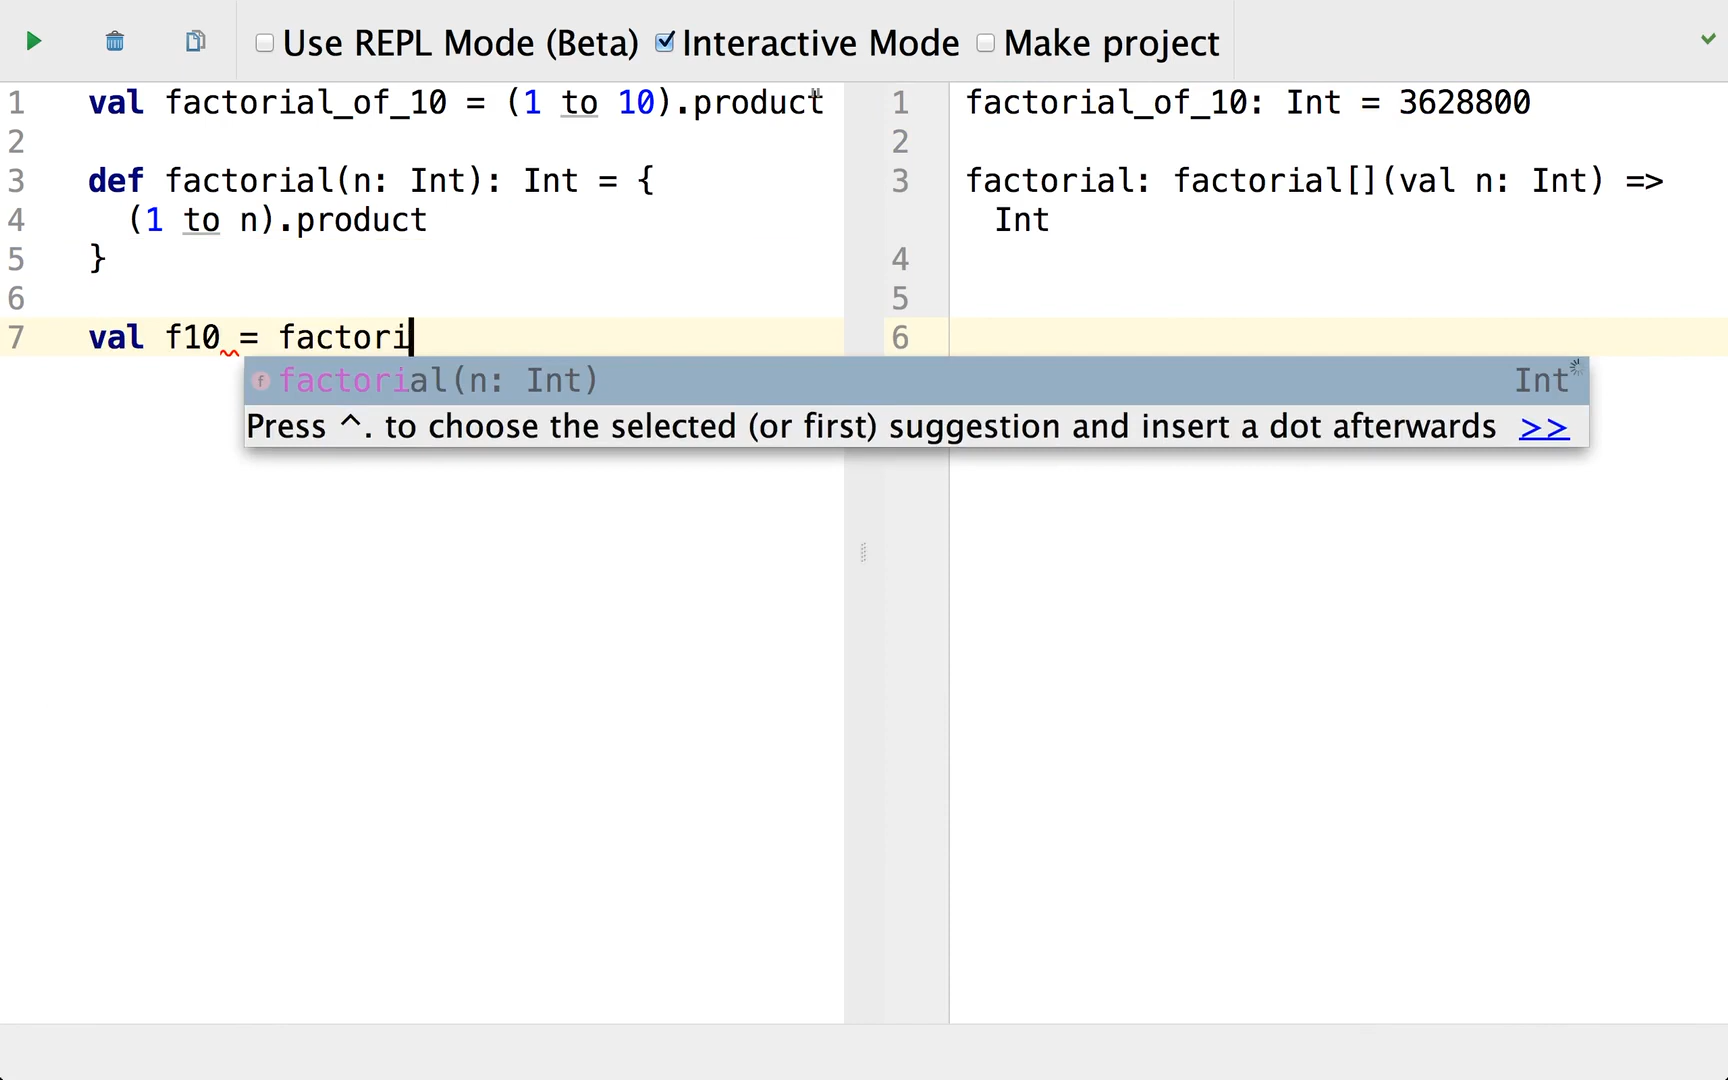 Use REPL Mode (Beta) Interactive Mode Make project
1 val factorial_of_10 = (1 to 10).product
2
3 def factorial(n: Int): Int = {
4 (1 to n).product
5 }
6
7 val f10 = factori
1 factorial_of_10: Int = 3628800
2
3 factorial: factorial[](val n: Int) =>
Int
4
5
6
f factorial(n: Int) Int
Press ^. to choose the selected (or first) suggestion and insert a dot afterwards >>